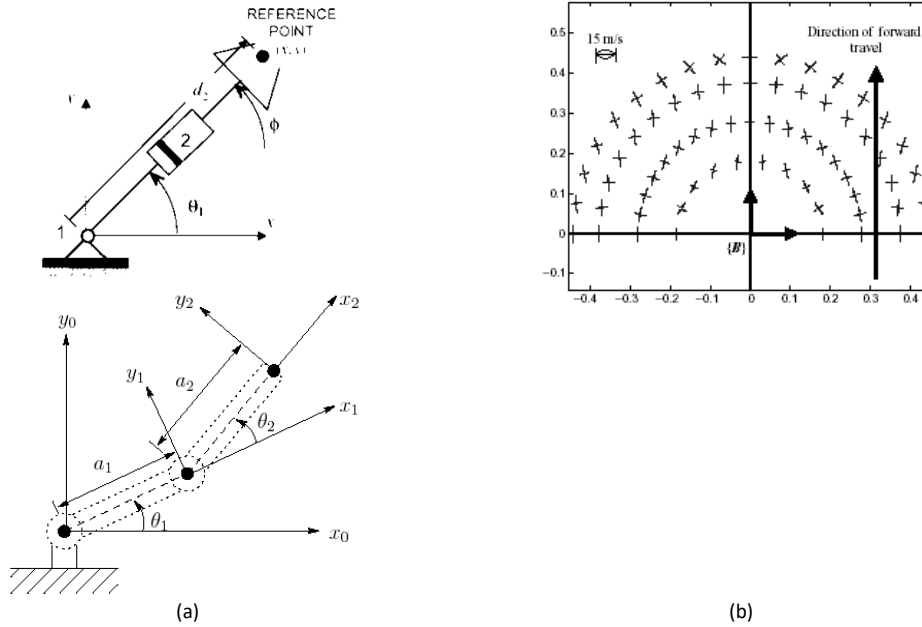 REFERENCE
POINT
(x, y)
d₂
y
2
ϕ
θ₁
1
x
y₀
y₂
x₂
y₁
a₂
x₁
θ₂
a₁
θ₁
x₀
(a)
0.5
15 m/s
Direction of forward
travel
0.4
0.3
0.2
0.1
0
{B}
−0.1
−0.4 −0.3 −0.2 −0.1 0 0.1 0.2 0.3 0.4
(b)